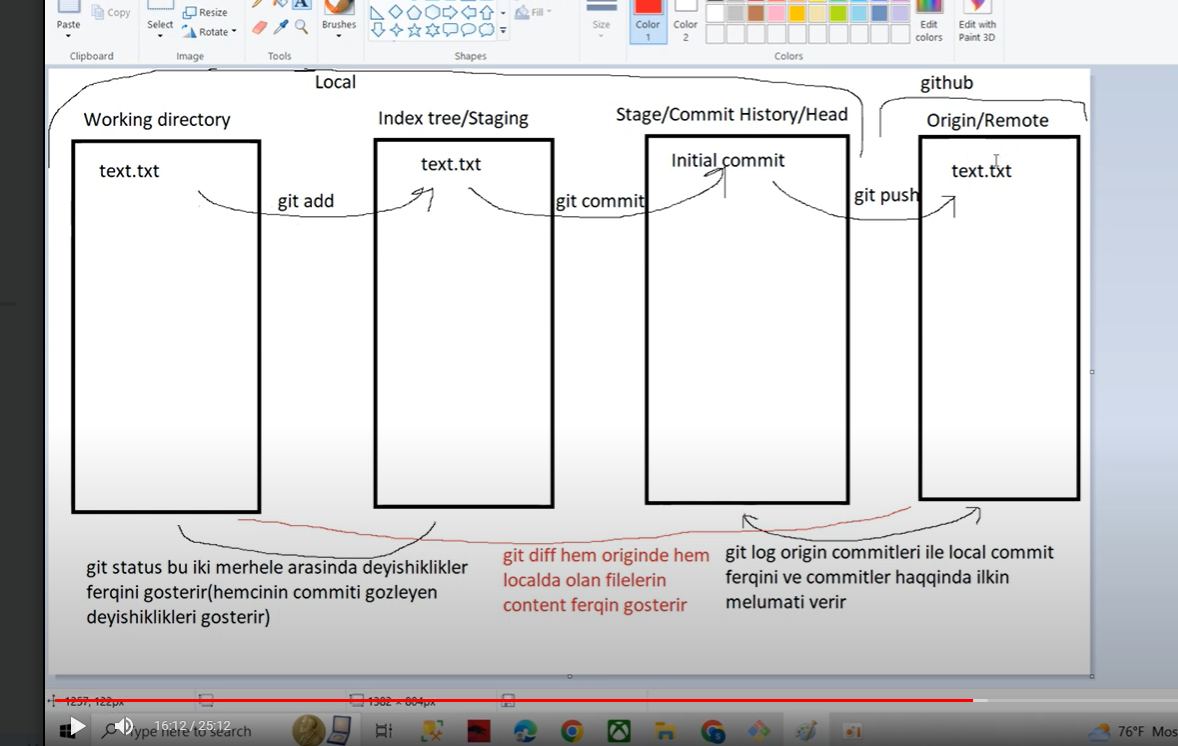 Paste
Copy
Clipboard
Select
Resize
Rotate
Image
A
Tools
Brushes
Fill
Shapes
Size
Color
1
Color
2
Colors
Edit
colors
Edit with
Paint 3D
Local
github
Working directory
Index tree/Staging
Stage/Commit History/Head
Origin/Remote
text.txt
text.txt
Initial commit
text.txt
git add
git commit
git push
git status bu iki merhele arasinda deyishiklikler
ferqini gosterir(hemcinin commiti gozleyen
deyishiklikleri gosterir)
git diff hem originde hem
localda olan filelerin
content ferqin gosterir
git log origin commitleri ile local commit
ferqini ve commitler haqqinda ilkin
melumati verir
1257, 122px
16:12 / 25:12
Type here to search
76°F Mos